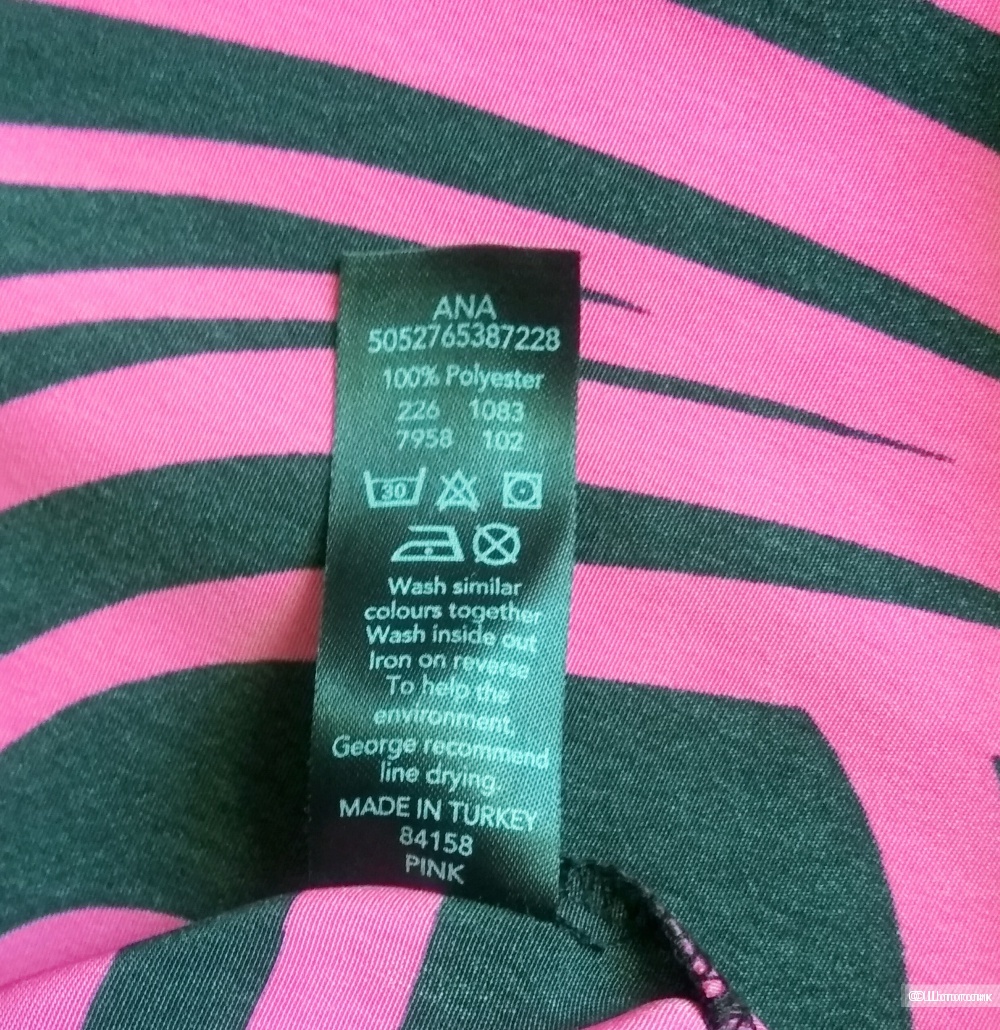 ANA
5052765387228
100% Polyester
226 1083
7958 102
30
Wash similar
colours together
Wash inside out
Iron on reverse
To help the
environment,
George recommend
line drying.
MADE IN TURKEY
84158
PINK